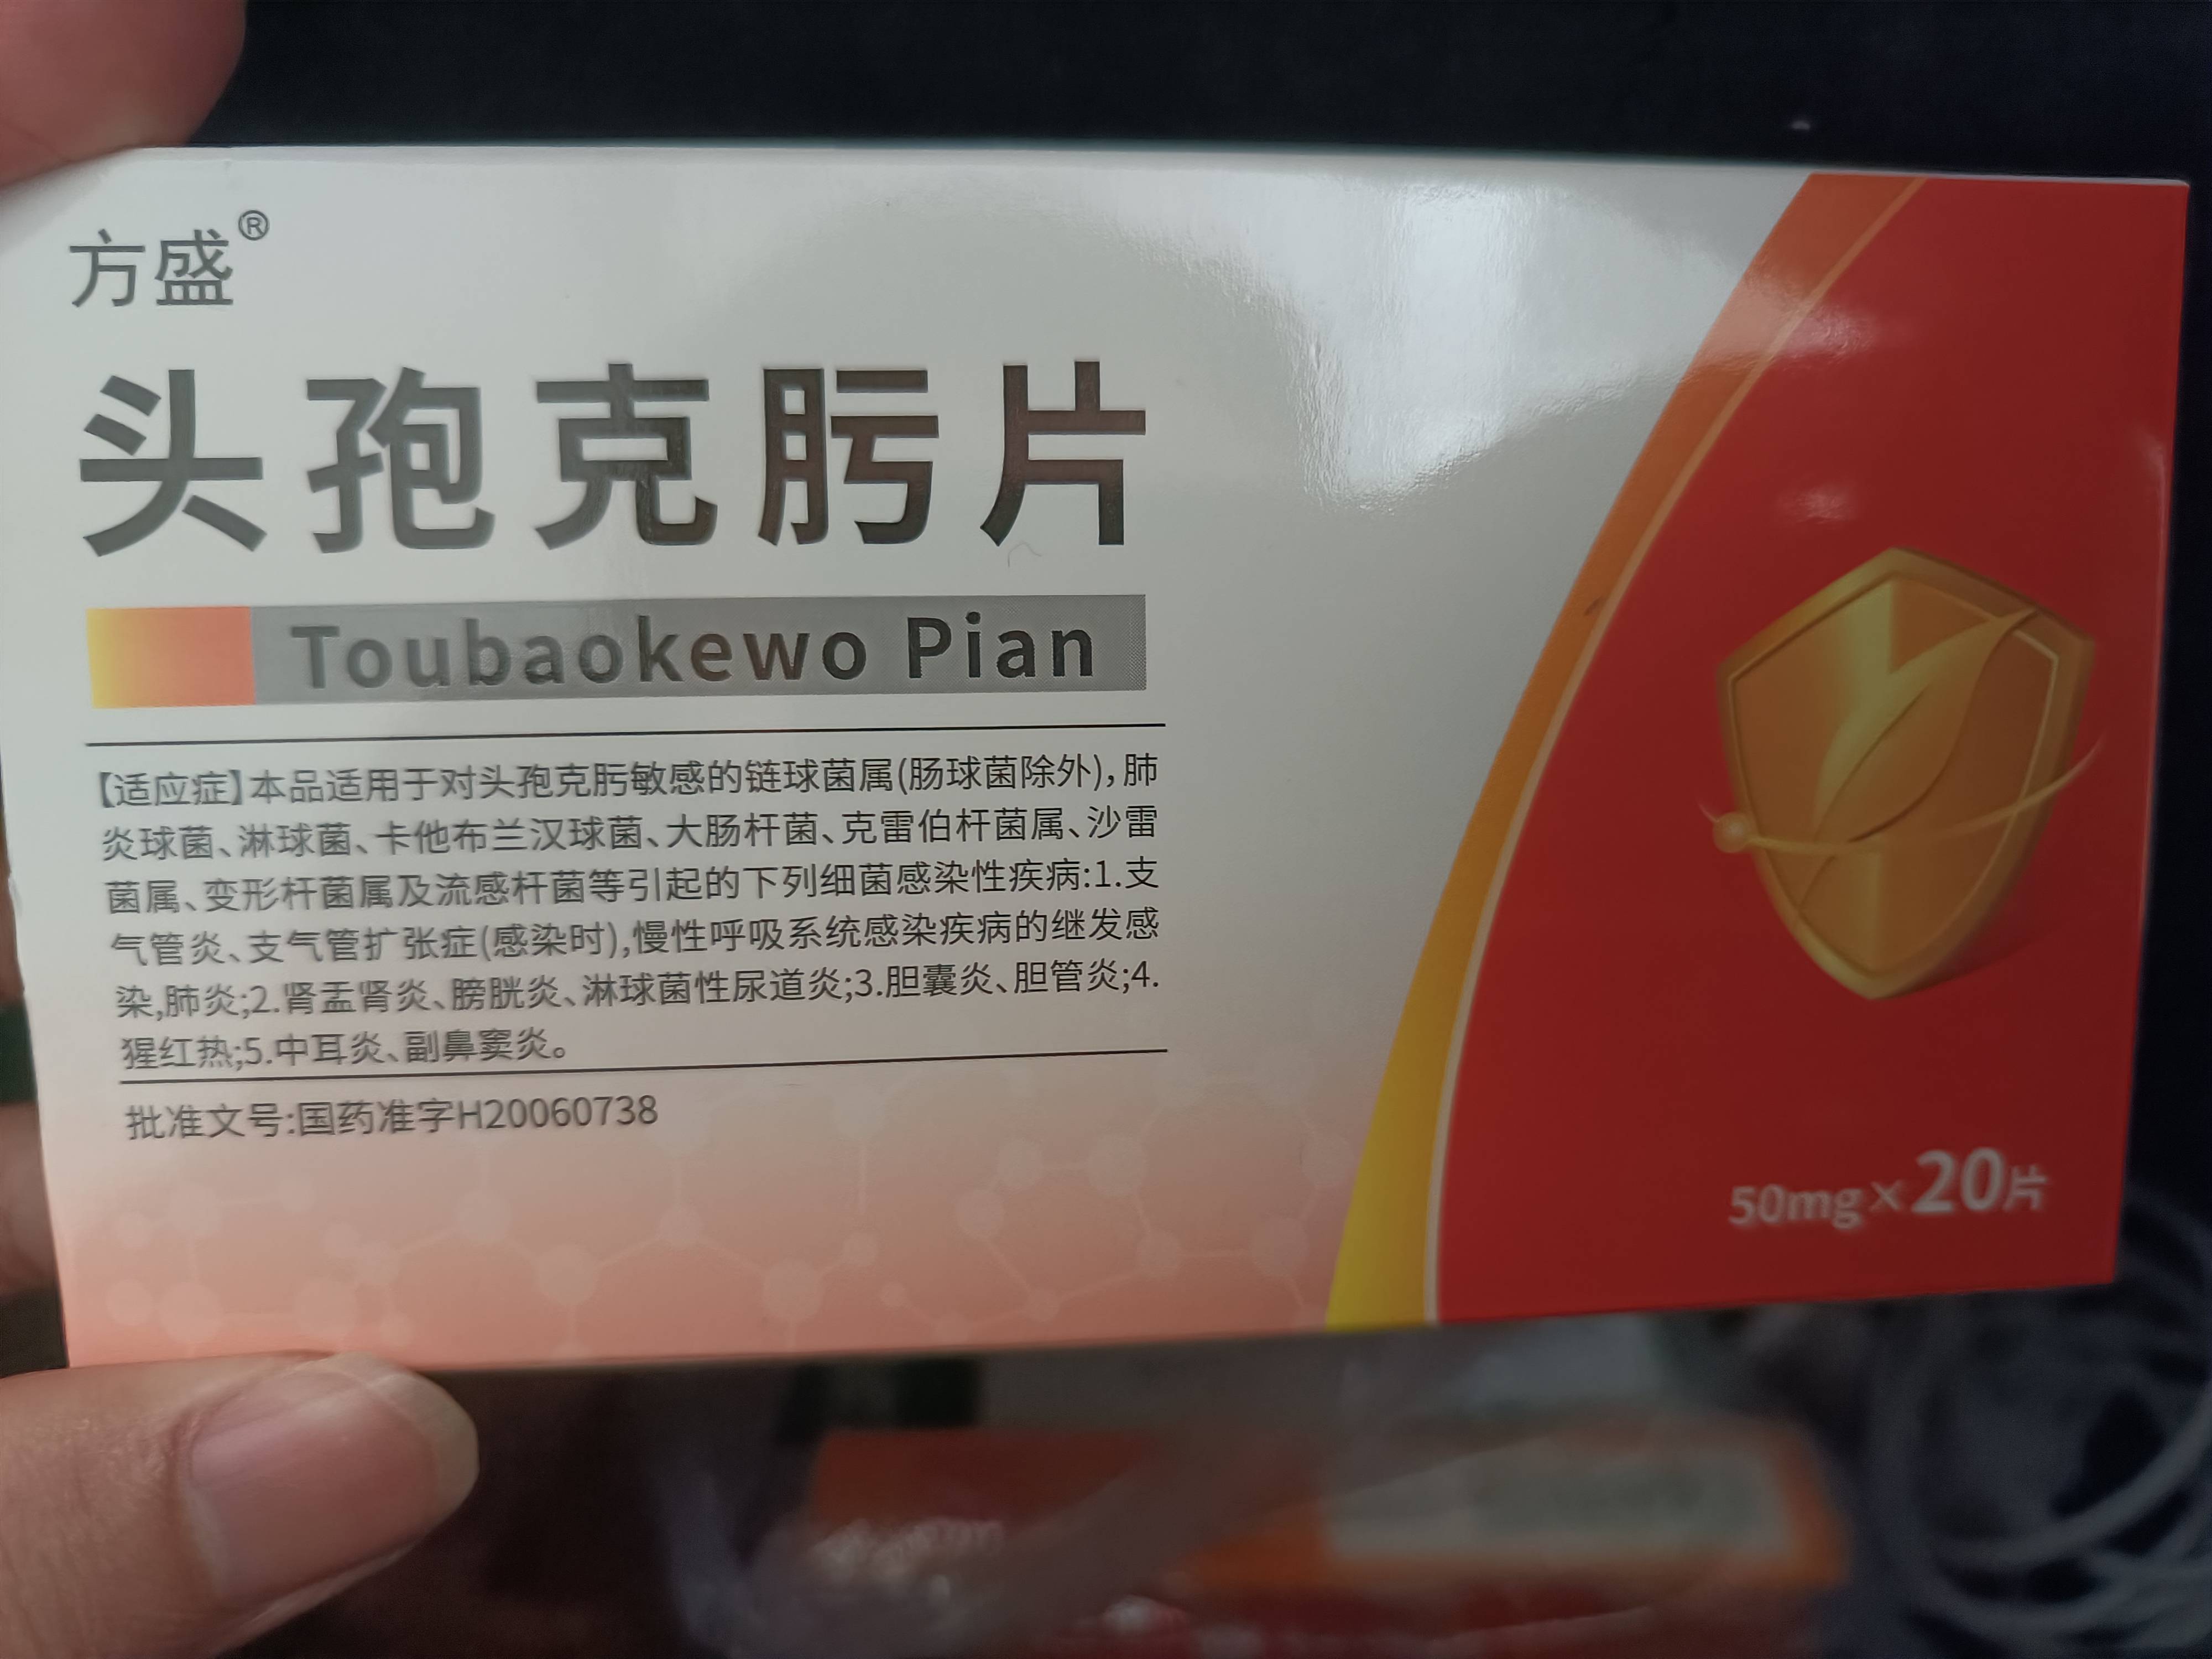 方盛®
头孢克肟片
Toubaokewo Pian
【适应症】本品适用于对头孢克肟敏感的链球菌属(肠球菌除外),肺
炎球菌、淋球菌、卡他布兰汉球菌、大肠杆菌、克雷伯杆菌属、沙雷
菌属、变形杆菌属及流感杆菌等引起的下列细菌感染性疾病:1.支
气管炎、支气管扩张症(感染时),慢性呼吸系统感染疾病的继发感
染,肺炎;2.肾盂肾炎、膀胱炎、淋球菌性尿道炎;3.胆囊炎、胆管炎;4.
猩红热;5.中耳炎、副鼻窦炎。
批准文号:国药准字H20060738
50mg×20片